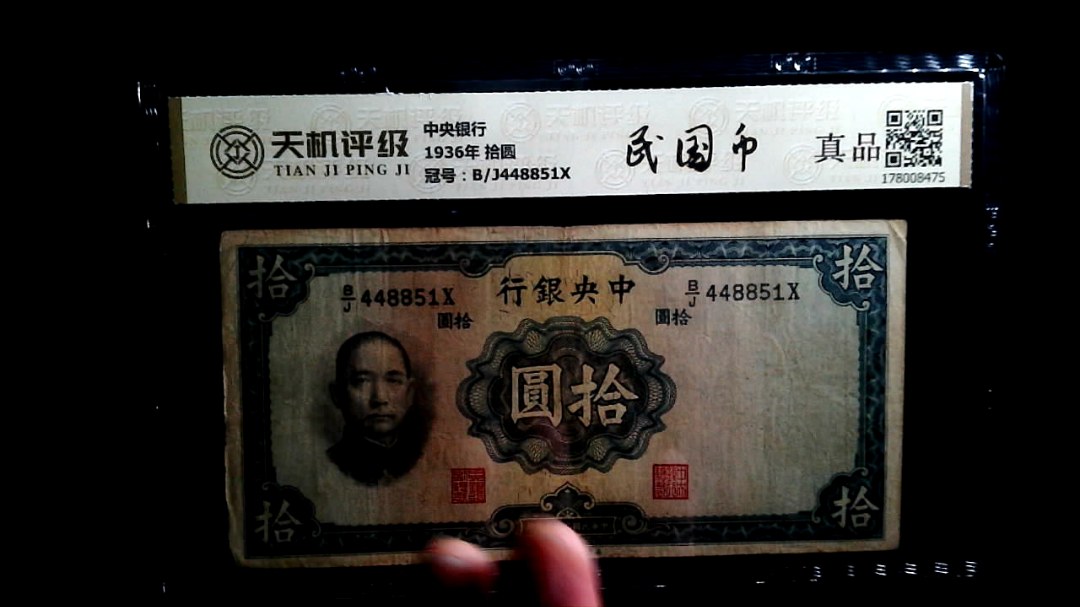 天机评级
TIAN JI PING JI
中央银行
1936年 拾圆
冠号：B/J448851X
民国币
真品
178008475
拾
拾
B/J 448851X
行銀央中
B/J 448851X
圓拾
圓拾
圓拾
拾
拾